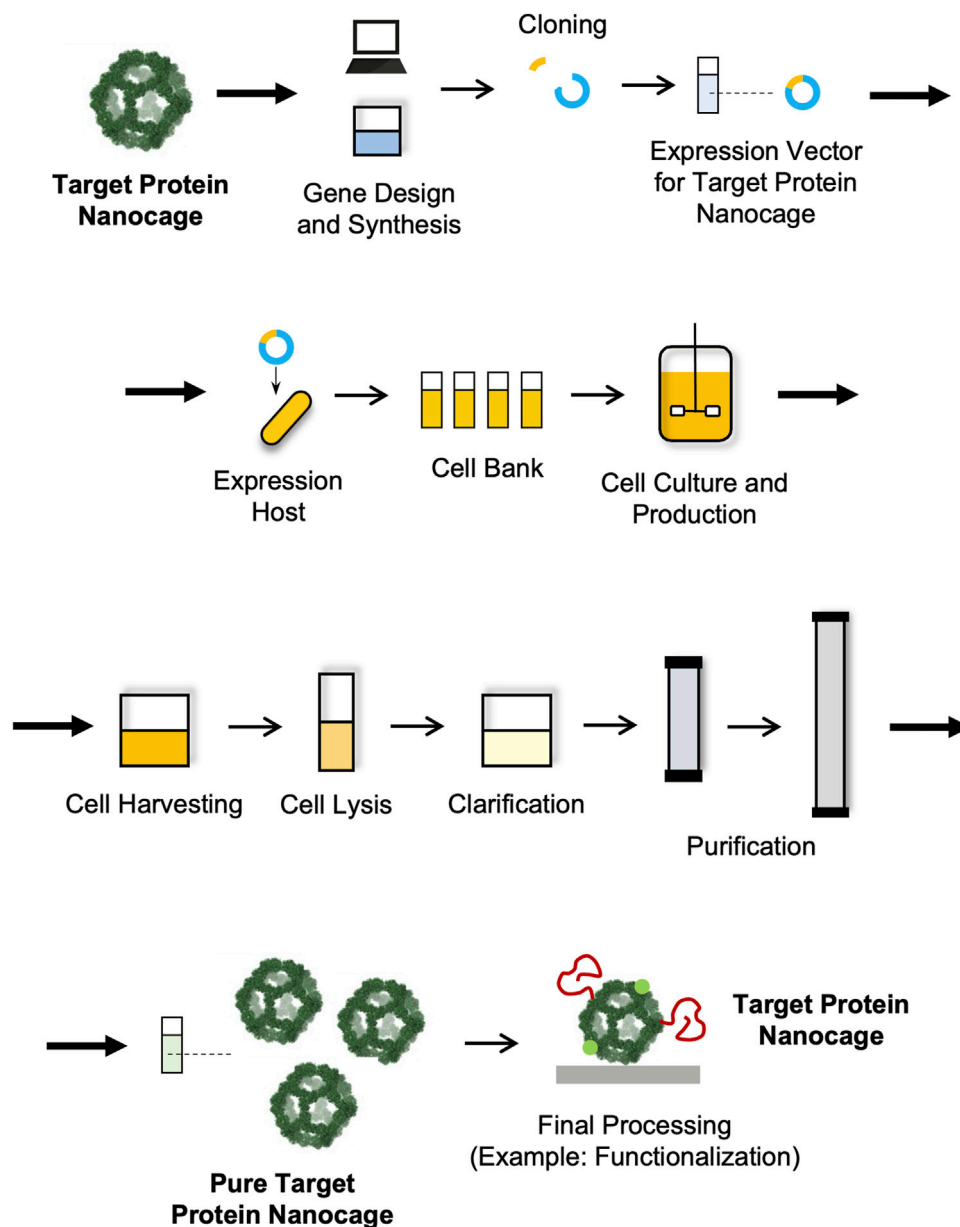 Cloning
Target Protein
Nanocage
Gene Design
and Synthesis
Expression Vector
for Target Protein
Nanocage
Expression
Host
Cell Bank
Cell Culture and
Production
Cell Harvesting
Cell Lysis
Clarification
Purification
Pure Target
Protein Nanocage
Target Protein
Nanocage
Final Processing
(Example: Functionalization)